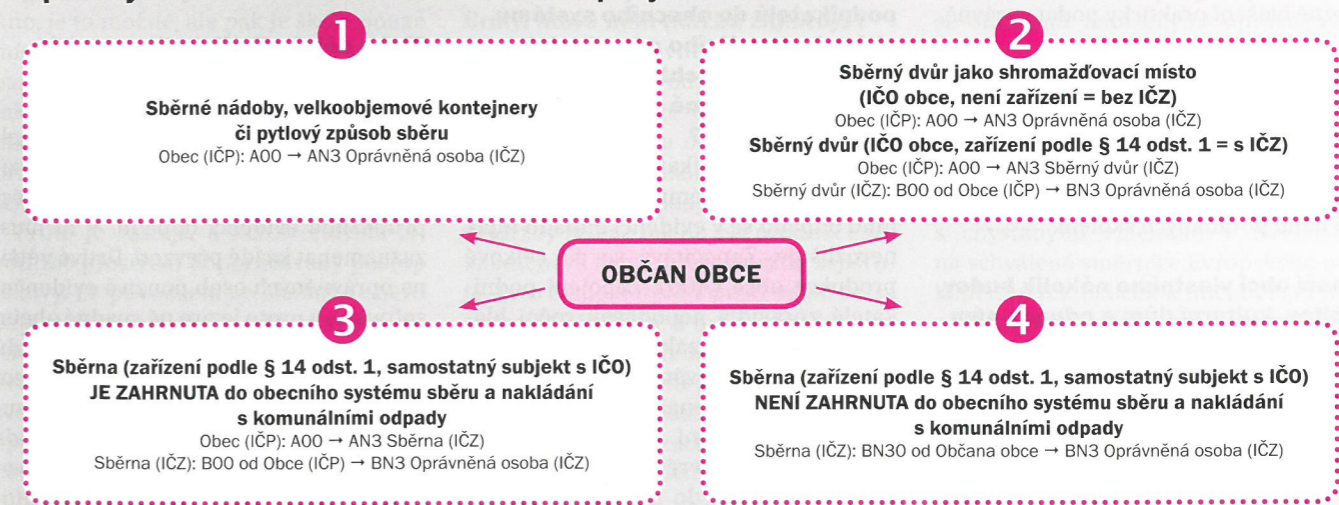 1
Sběrné nádoby, velkoobjemové kontejnery
či pytlový způsob sběru
Obec (IČP): A00 → AN3 Oprávněná osoba (IČZ)
2
Sběrný dvůr jako shromažďovací místo
(IČO obce, není zařízení = bez IČZ)
Obec (IČP): A00 → AN3 Oprávněná osoba (IČZ)
Sběrný dvůr (IČO obce, zařízení podle § 14 odst. 1 = s IČZ)
Obec (IČP): A00 → AN3 Sběrný dvůr (IČZ)
Sběrný dvůr (IČZ): B00 od Obce (IČP) → BN3 Oprávněná osoba (IČZ)
OBČAN OBCE
3
Sběrna (zařízení podle § 14 odst. 1, samostatný subjekt s IČO)
JE ZAHRNUTA do obecního systému sběru a nakládání
s komunálními odpady
Obec (IČP): A00 → AN3 Sběrna (IČZ)
Sběrna (IČZ): B00 od Obce (IČP) → BN3 Oprávněná osoba (IČZ)
4
Sběrna (zařízení podle § 14 odst. 1, samostatný subjekt s IČO)
NENÍ ZAHRNUTA do obecního systému sběru a nakládání
s komunálními odpady
Sběrna (IČZ): BN30 od Občana obce → BN3 Oprávněná osoba (IČZ)